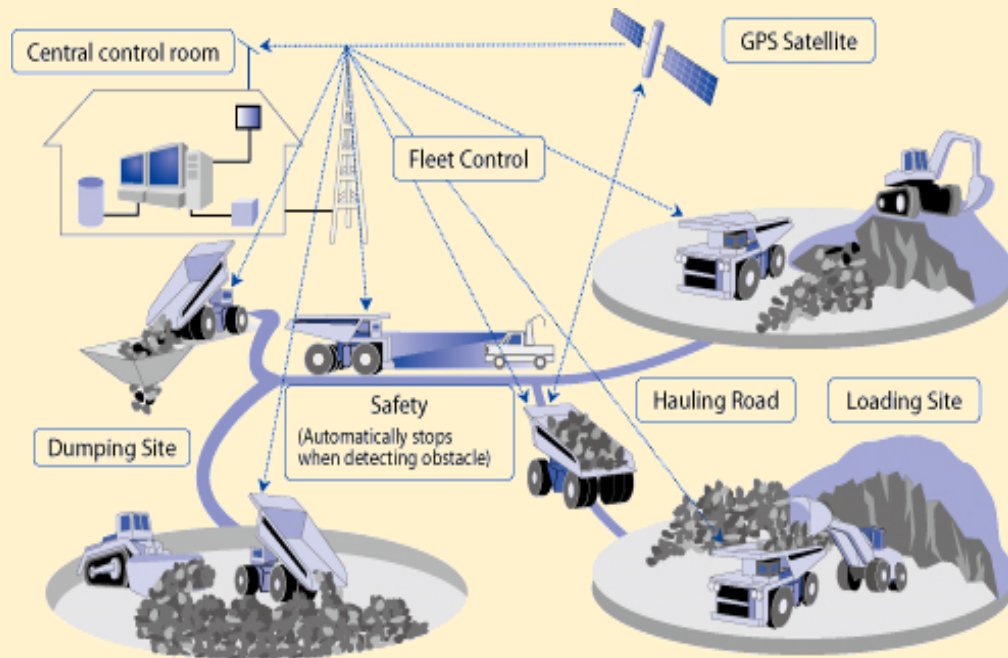 Central control room
GPS Satellite
Fleet Control
Safety
(Automatically stops
when detecting obstacle)
Hauling Road
Loading Site
Dumping Site